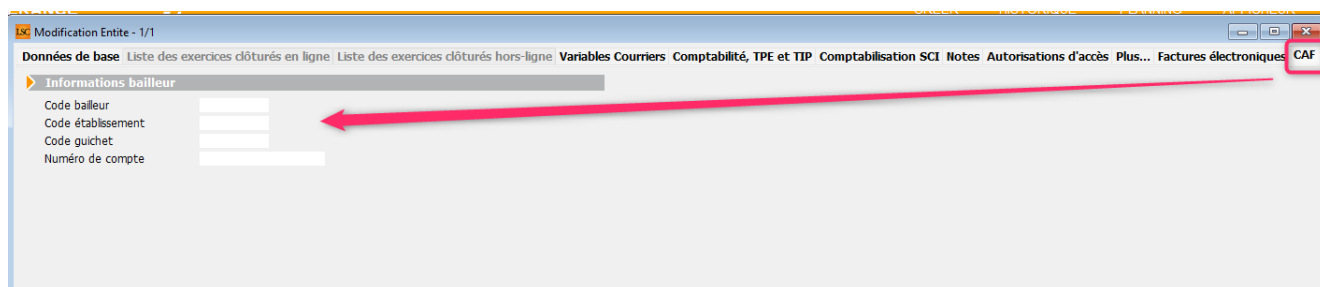 LSC Modification Entite - 1/1
Données de base Liste des exercices clôturés en ligne Liste des exercices clôturés hors-ligne Variables Courriers Comptabilité, TPE et TIP Comptabilisation SCI Notes Autorisations d'accès Plus... Factures électroniques CAF
Informations bailleur
Code bailleur
Code établissement
Code guichet
Numéro de compte